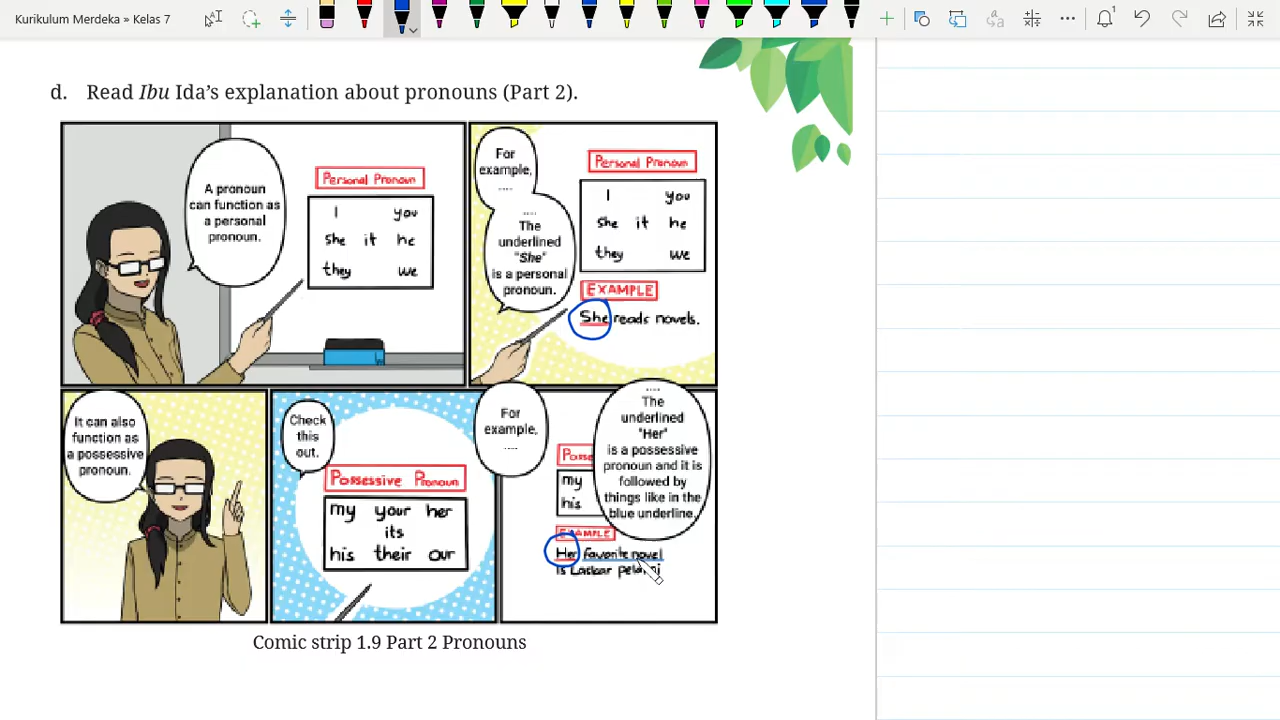 Kurikulum Merdeka » Kelas 7
d. Read Ibu Ida's explanation about pronouns (Part 2).
A pronoun
can function as
a personal
pronoun.
Personal Pronoun
I you
she it he
they we
For
example,
....
....
The
underlined
"She"
is a personal
pronoun.
Personal Pronoun
I you
she it he
they we
EXAMPLE
She reads novels.
It can also
function as
a possessive
pronoun.
Check
this
out.
Possessive Pronoun
my your her
its
his their our
For
example,
....
....
The
underlined
"Her"
is a possessive
pronoun and it is
followed by
things like in the
blue underline.
Posse
my
his
EXAMPLE
Her favorite novel
is Laskar
Comic strip 1.9 Part 2 Pronouns